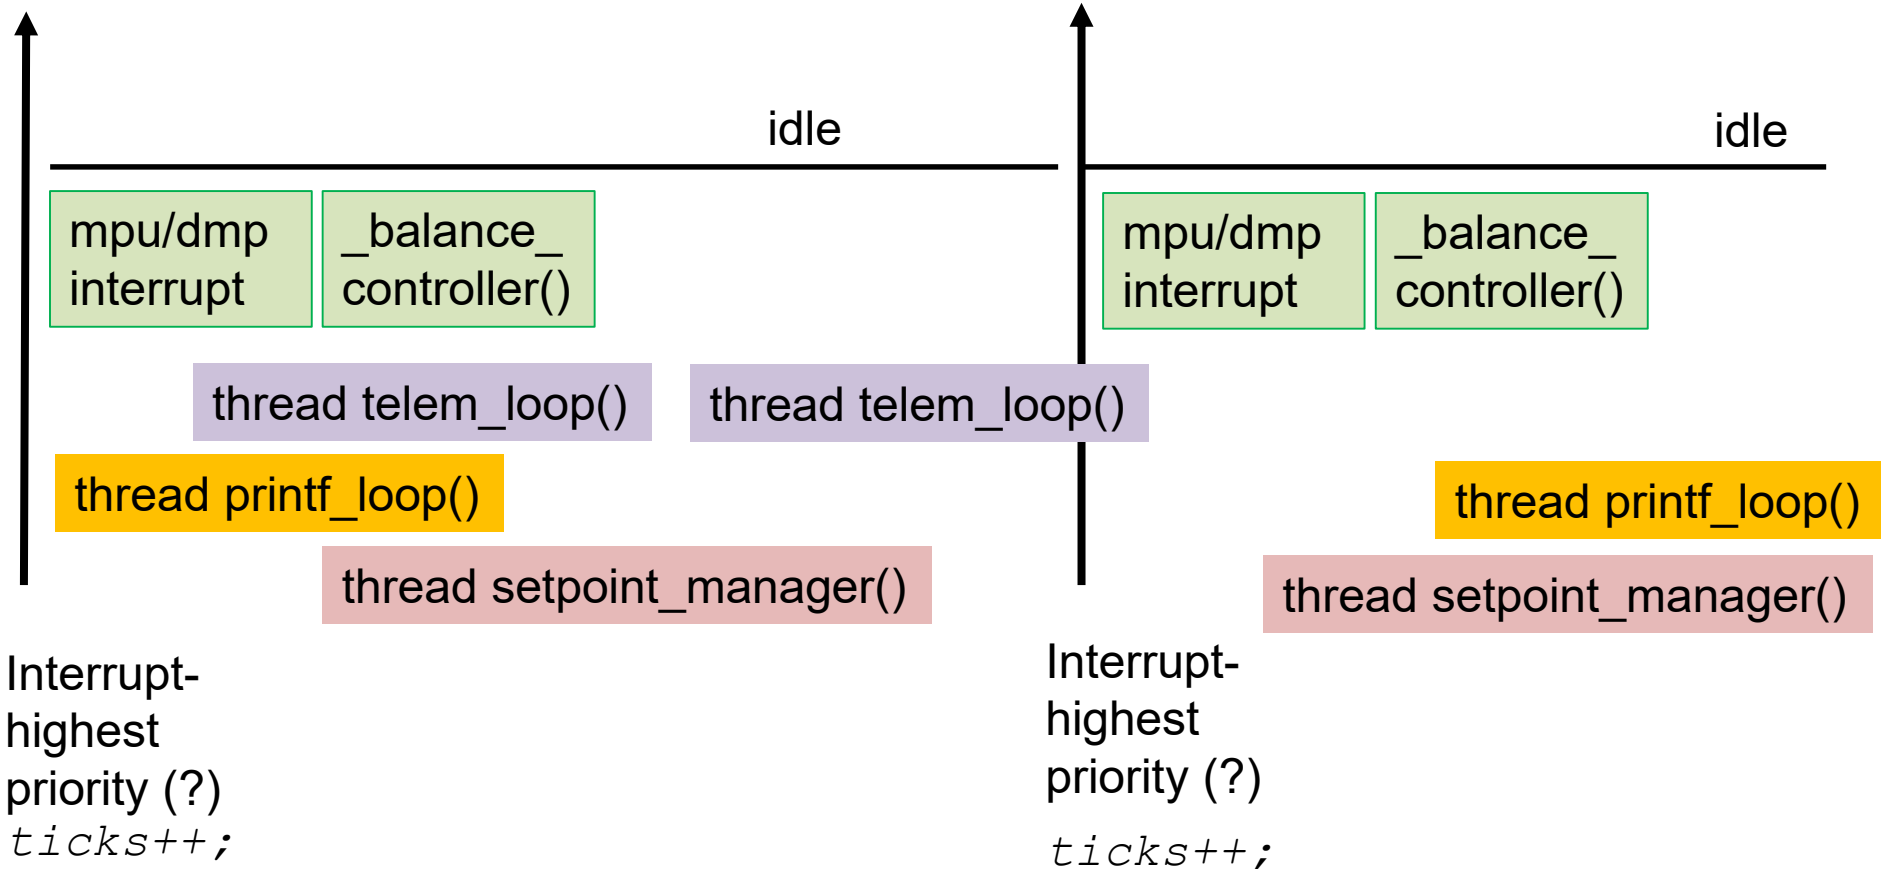 idle
idle
mpu/dmp
interrupt
_balance_
controller()
mpu/dmp
interrupt
_balance_
controller()
thread telem_loop()
thread telem_loop()
thread printf_loop()
thread printf_loop()
thread setpoint_manager()
thread setpoint_manager()
Interrupt-
highest
priority (?)
ticks++;
Interrupt-
highest
priority (?)
ticks++;